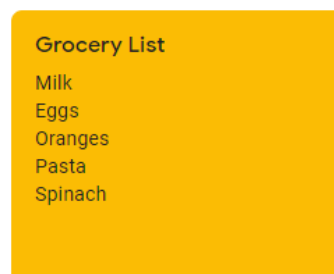 Grocery List
Milk
Eggs
Oranges
Pasta
Spinach